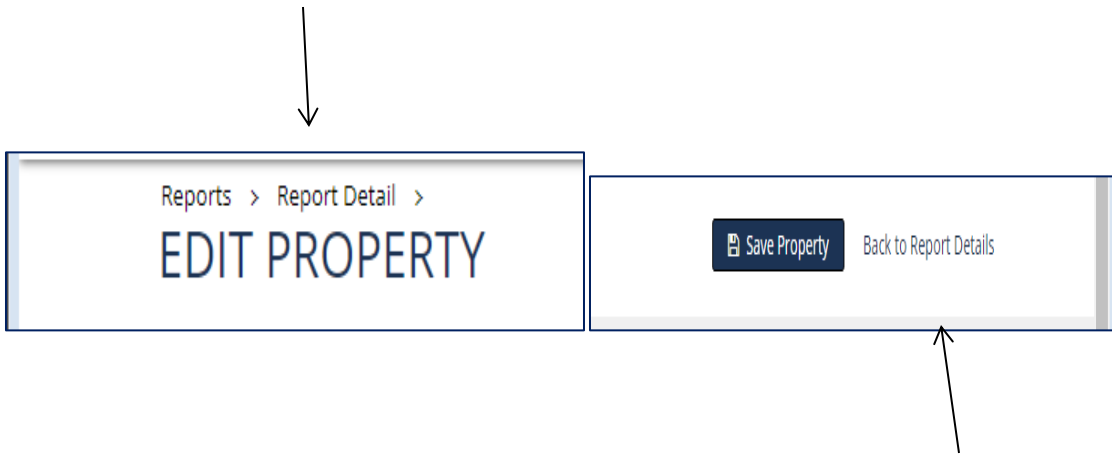 Reports > Report Detail >
EDIT PROPERTY
Save Property Back to Report Details